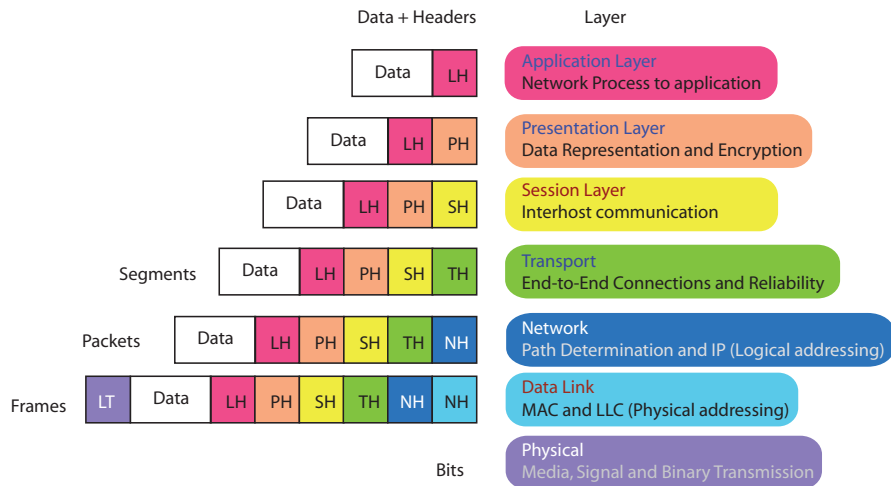 Data + Headers Layer
Data LH Application Layer
Network Process to application
Data LH PH Presentation Layer
Data Representation and Encryption
Data LH PH SH Session Layer
Interhost communication
Segments Data LH PH SH TH Transport
End-to-End Connections and Reliability
Packets Data LH PH SH TH NH Network
Path Determination and IP (Logical addressing)
Frames LT Data LH PH SH TH NH NH Data Link
MAC and LLC (Physical addressing)
Physical
Bits Media, Signal and Binary Transmission